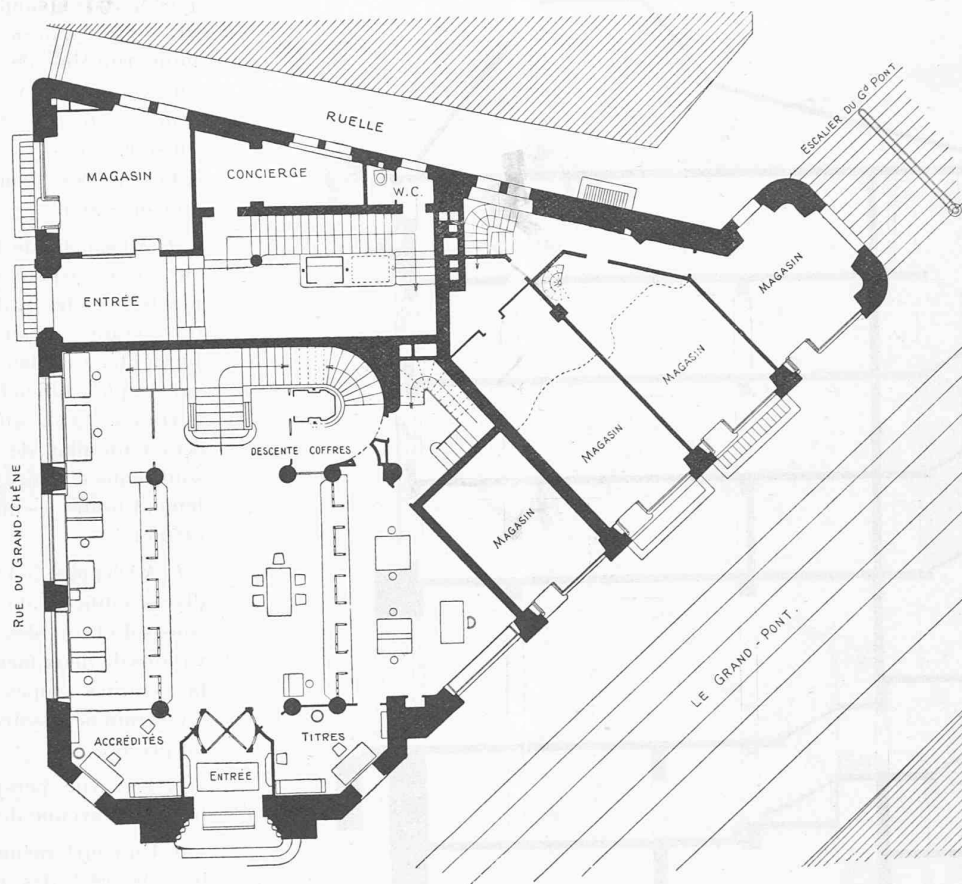 RUELLE
ESCALIER DU Gd PONT
MAGASIN
CONCIERGE
W.C.
MAGASIN
ENTRÉE
MAGASIN
MAGASIN
DESCENTE COFFRES
MAGASIN
RUE DU GRAND-CHÊNE
LE GRAND-PONT.
ACCRÉDITÉS
TITRES
ENTRÉE